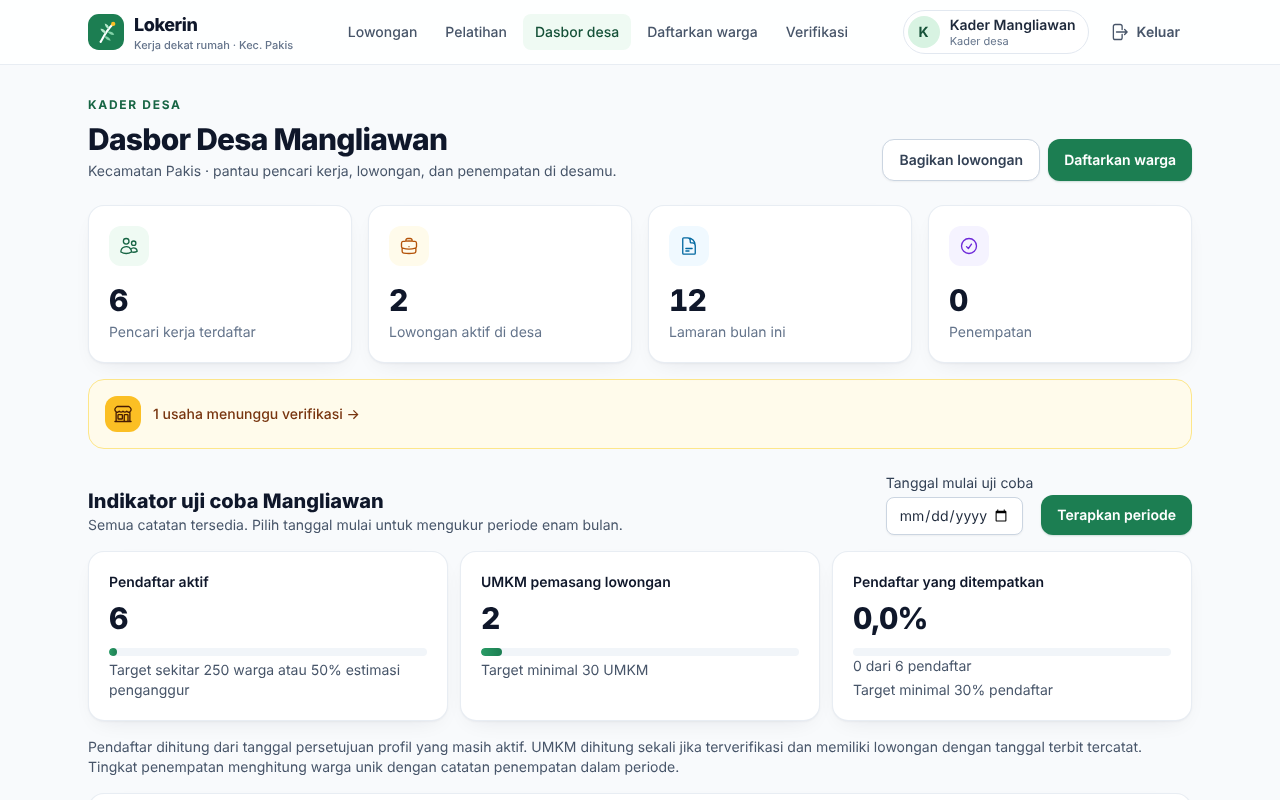 Lokerin
Kerja dekat rumah · Kec. Pakis
Lowongan
Pelatihan
Dasbor desa
Daftarkan warga
Verifikasi
K
Kader Mangliawan
Kader desa
Keluar
KADER DESA
Dasbor Desa Mangliawan
Kecamatan Pakis · pantau pencari kerja, lowongan, dan penempatan di desamu.
Bagikan lowongan
Daftarkan warga
6
Pencari kerja terdaftar
2
Lowongan aktif di desa
12
Lamaran bulan ini
0
Penempatan
1 usaha menunggu verifikasi →
Indikator uji coba Mangliawan
Semua catatan tersedia. Pilih tanggal mulai untuk mengukur periode enam bulan.
Tanggal mulai uji coba
mm/dd/yyyy
Terapkan periode
Pendaftar aktif
6
Target sekitar 250 warga atau 50% estimasi
penganggur
UMKM pemasang lowongan
2
Target minimal 30 UMKM
Pendaftar yang ditempatkan
0,0%
0 dari 6 pendaftar
Target minimal 30% pendaftar
Pendaftar dihitung dari tanggal persetujuan profil yang masih aktif. UMKM dihitung sekali jika terverifikasi dan memiliki lowongan dengan tanggal terbit tercatat.
Tingkat penempatan menghitung warga unik dengan catatan penempatan dalam periode.